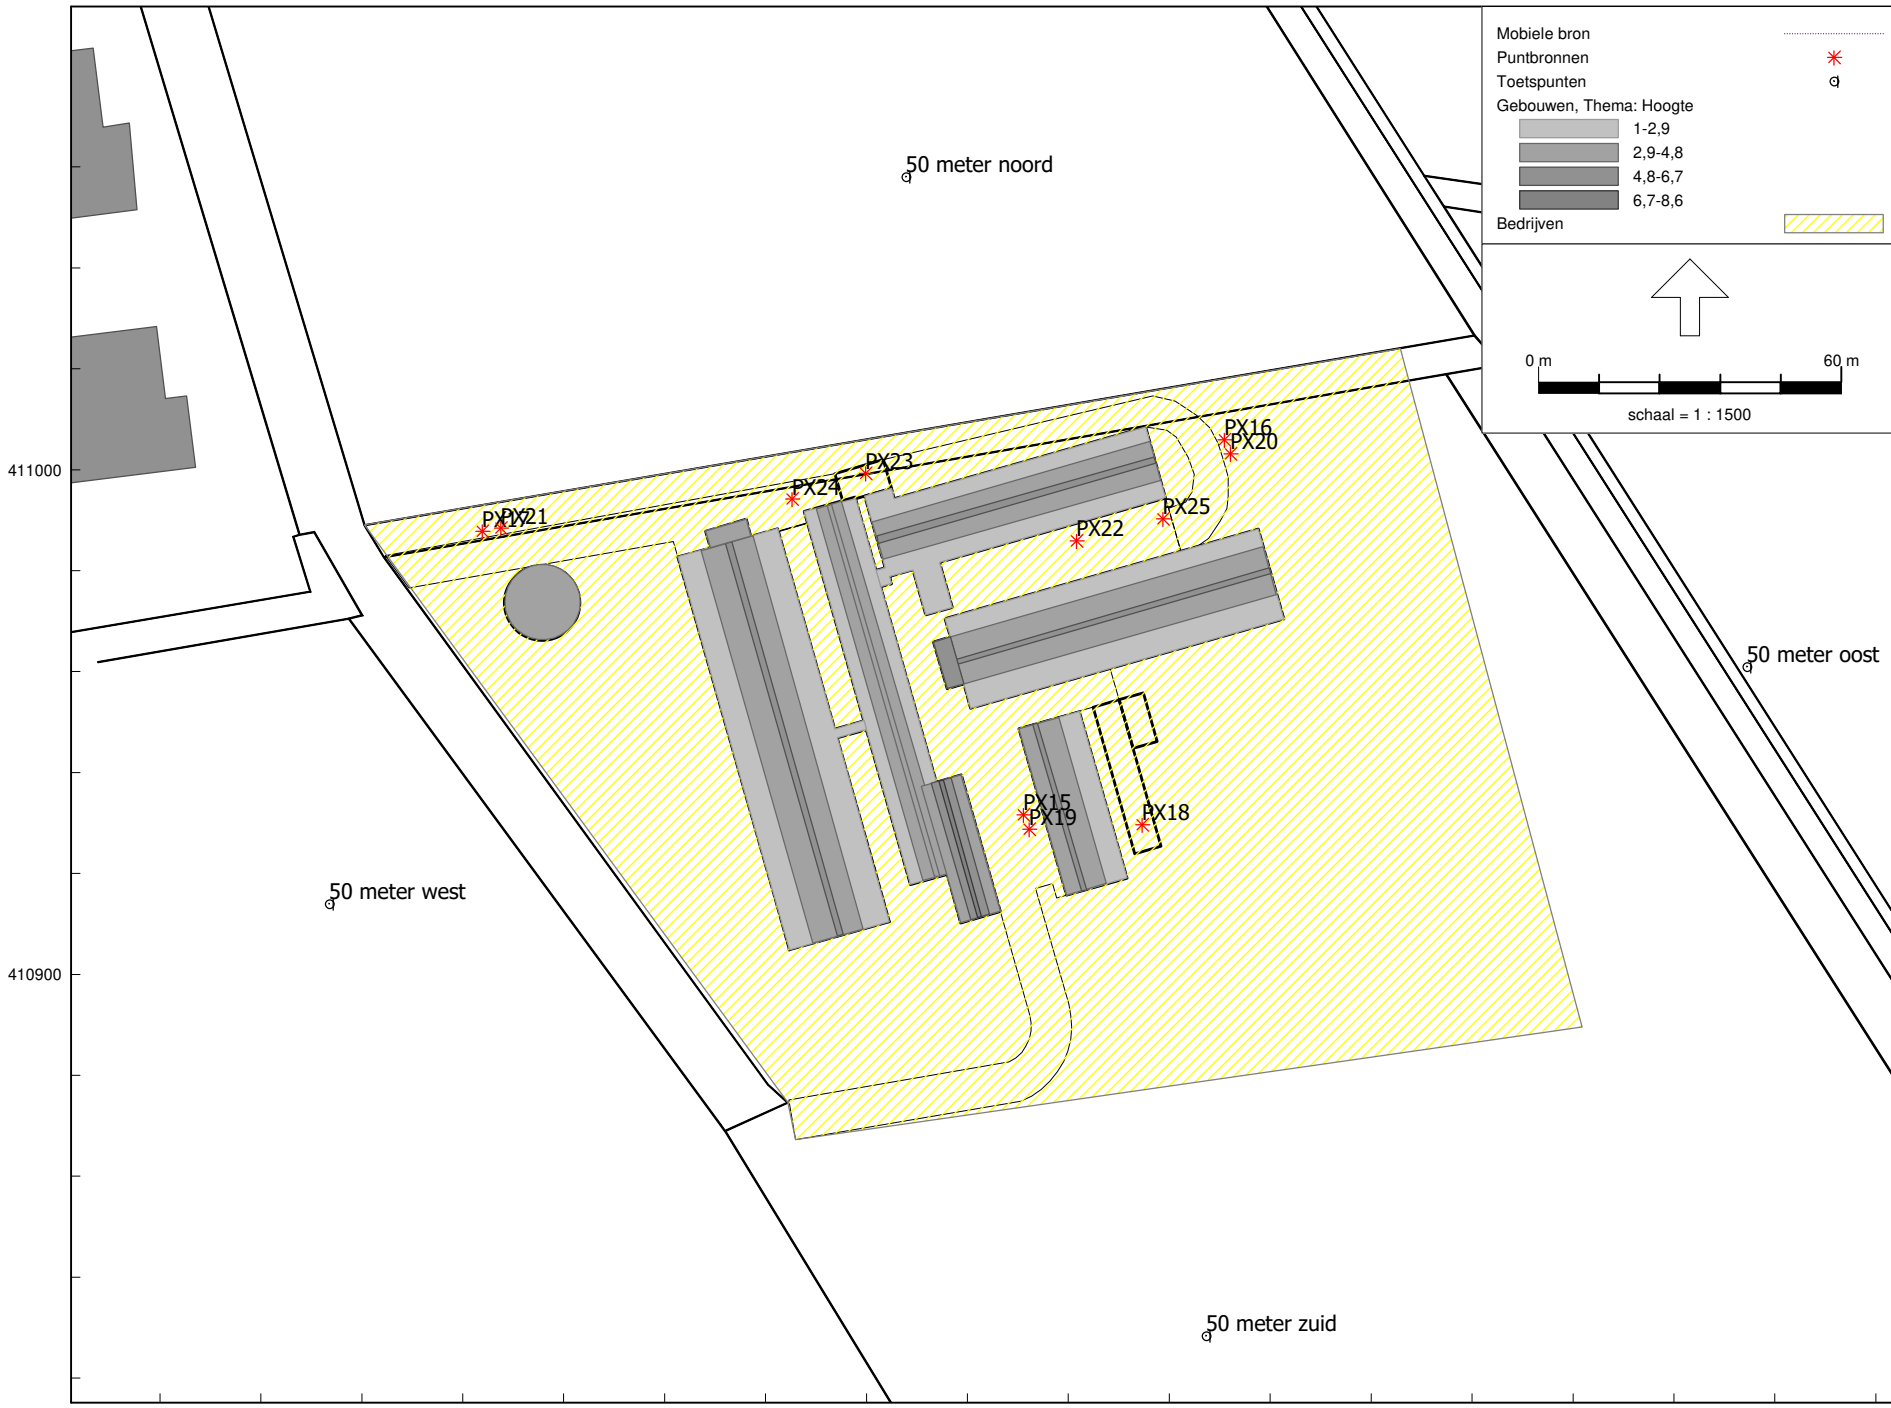 Mobiele bron
Puntbronnen
Toetspunten
Gebouwen, Thema: Hoogte
1-2,9
2,9-4,8
4,8-6,7
6,7-8,6
Bedrijven
0 m
60 m
schaal = 1 : 1500
50 meter noord
PX16
PX20
PX23
411000
PX24
PX25
PX17
PX21
PX22
50 meter oost
PX15
PX18
PX19
50 meter west
410900
50 meter zuid